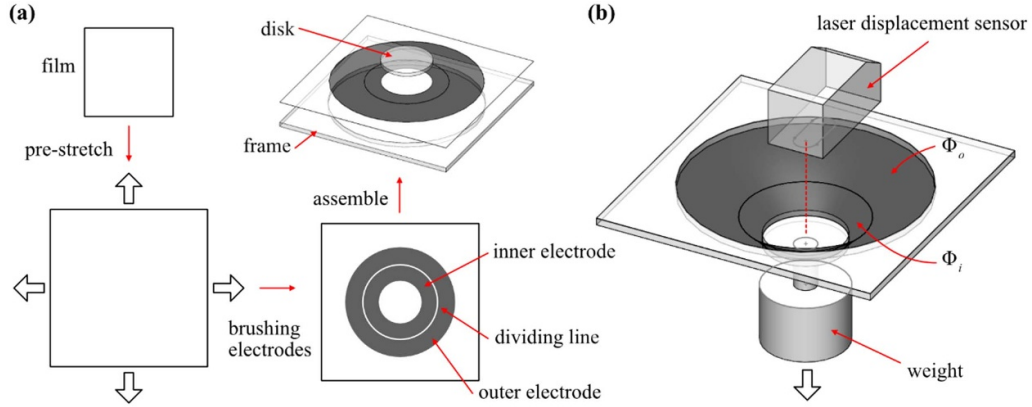 (a)
film
pre-stretch
disk
frame
assemble
brushing
electrodes
inner electrode
dividing line
outer electrode
(b)
laser displacement sensor
Φo
Φi
weight